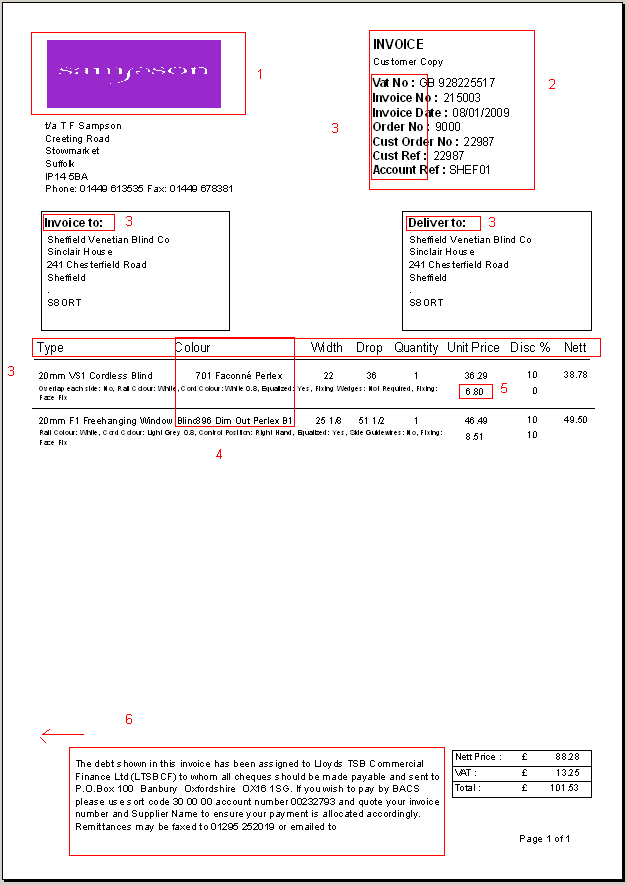 sampson
1
INVOICE
Customer Copy
2
Vat No : GB 928225517
Invoice No : 215003
Invoice Date : 08/01/2009
3
Order No : 9000
Cust Order No : 22987
Cust Ref : 22987
Account Ref : SHEF01
t/a T F Sampson
Creeting Road
Stowmarket
Suffolk
IP14 5BA
Phone: 01449 613535 Fax: 01449 678381
Invoice to: 3
Sheffield Venetian Blind Co
Sinclair House
241 Chesterfield Road
Sheffield
.
S8 0RT
Deliver to: 3
Sheffield Venetian Blind Co
Sinclair House
241 Chesterfield Road
Sheffield
.
S8 0RT
Type Colour Width Drop Quantity Unit Price Disc % Nett
3
20mm VS1 Cordless Blind 701 Faconné Perlex 22 36 1 36.29 10 38.78
Overlap each side: No, Rail Colour: White, Cord Colour: White 0.8, Equalized: Yes, Fixing Wedges: Not Required, Fixing: 6.80 5 0
Face Fix
20mm F1 Freehanging Window Blinc896 Dim Out Perlex B1 25 1/8 51 1/2 1 46.49 10 49.50
Rail Colour: White, Cord Colour: Light Grey 0.8, Control Position: Right Hand, Equalized: Yes, Side Guidewires: No, Fixing: 8.51 10
Face Fix
4
6
The debt shown in this invoice has been assigned to Lloyds TSB Commercial
Finance Ltd (LTSBCF) to whom all cheques should be made payable and sent to
P.O.Box 100 Banbury Oxfordshire OX16 1SG. If you wish to pay by BACS
please use sort code 30 00 00 account number 00232793 and quote your invoice
number and Supplier Name to ensure your payment is allocated accordingly.
Remittances may be faxed to 01295 252019 or emailed to
Nett Price : £ 88.28
VAT : £ 13.25
Total : £ 101.53
Page 1 of 1